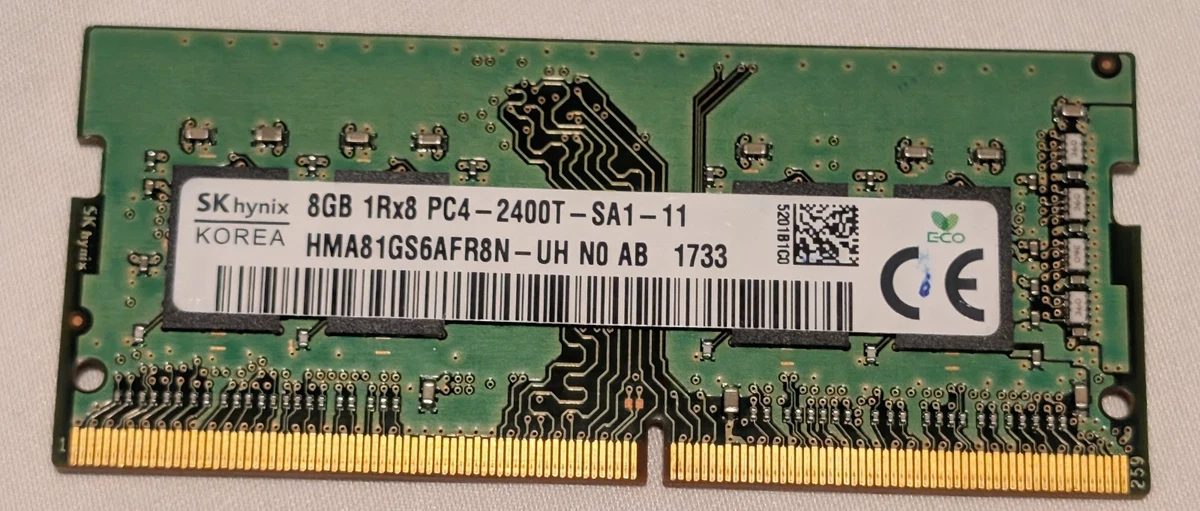 SK hynix
KOREA
8GB 1Rx8 PC4-2400T-SA1-11
HMA81GS6AFR8N-UH N0 AB 1733
ECO
CE
SK hynix
1
259